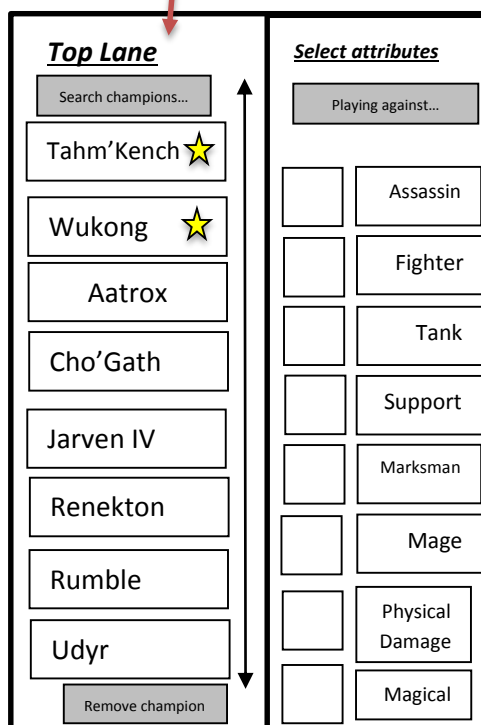 Top Lane
Search champions...
Tahm'Kench
Wukong
Aatrox
Cho'Gath
Jarven IV
Renekton
Rumble
Udyr
Remove champion
Select attributes
Playing against...
Assassin
Fighter
Tank
Support
Marksman
Mage
Physical
Damage
Magical